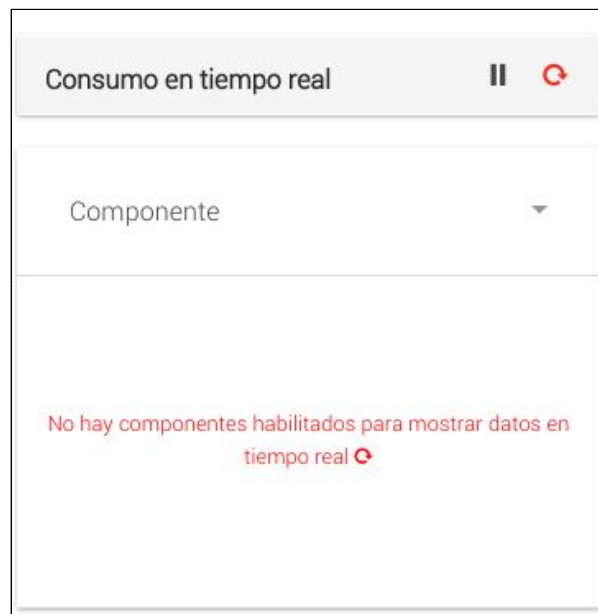 Consumo en tiempo real
Componente
No hay componentes habilitados para mostrar datos en
tiempo real